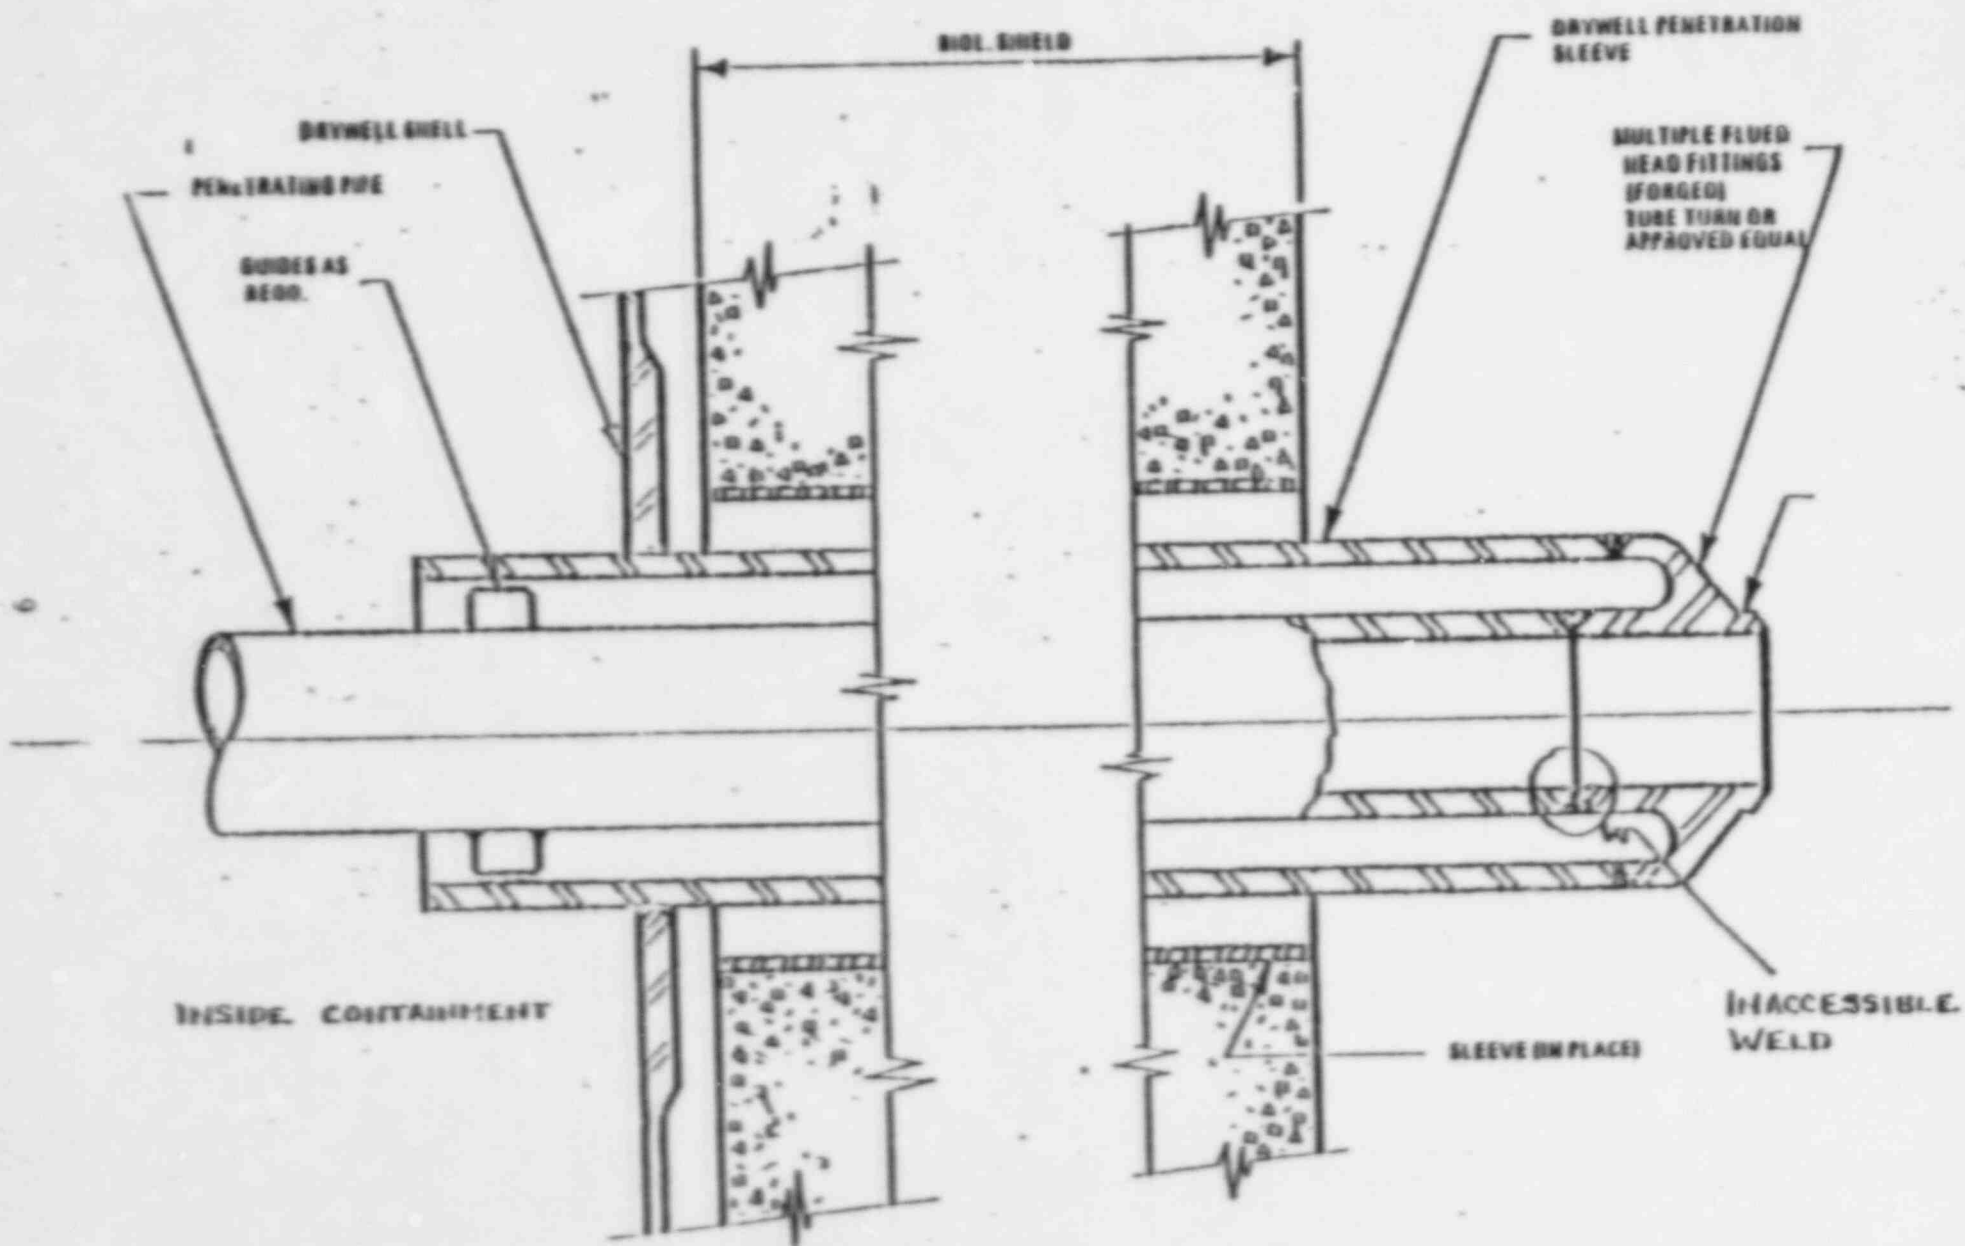 BIOL. SHIELD
DRYWELL PENETRATION
SLEEVE
DRYWELL SHELL
PENETRATING PIPE
MULTIPLE FLUED
HEAD FITTINGS
(FORGED)
TUBE TURN OR
APPROVED EQUAL
GUIDES AS
REQD.
6
INSIDE CONTAINMENT
INACCESSIBLE
WELD
SLEEVE (IN PLACE)